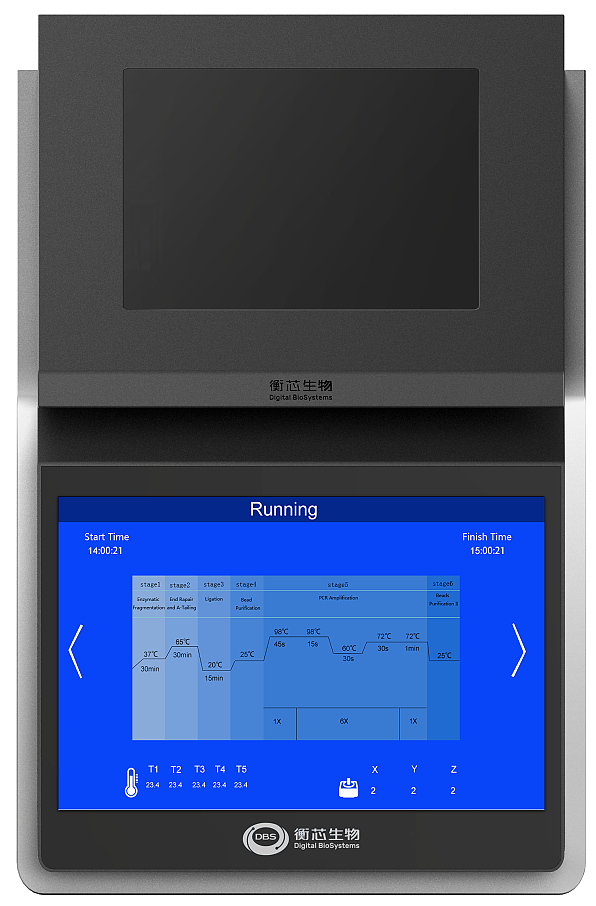 衡芯生物
Digital BioSystems
Running
Start Time
14:00:21
Finish Time
15:00:21
stage1 stage2 stage3 stage4 stage5 stage6
Enzymatic
Fragmentation
End Rapair
and A-Tailing
Ligation
Bead
Purification
PCR Amplification
Beads
Purification II
37℃
30min
65℃
30min
20℃
15min
25℃
98℃
45s
98℃
15s
60℃
30s
72℃
30s
72℃
1min
25℃
1X 6X 1X
T1 T2 T3 T4 T5
23.4 23.4 23.4 23.4 23.4
X Y Z
2 2 2
DBS
衡芯生物
Digital BioSystems